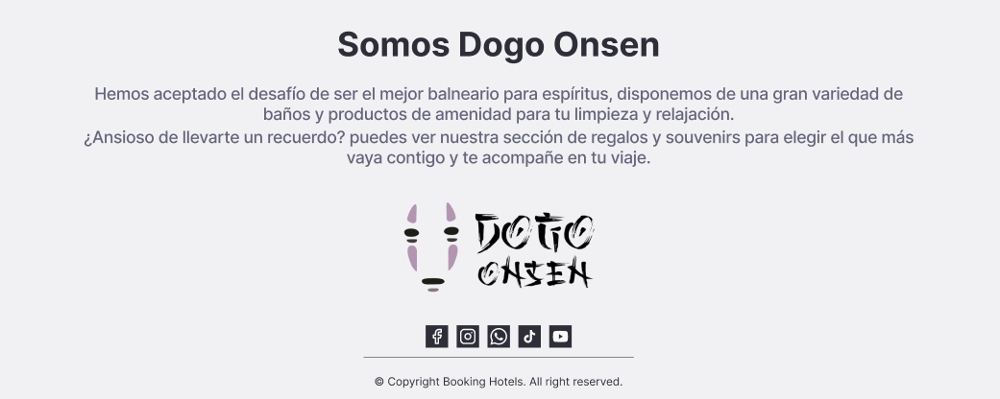 Somos Dogo Onsen
Hemos aceptado el desafío de ser el mejor balneario para espíritus, disponemos de una gran variedad de
baños y productos de amenidad para tu limpieza y relajación.
¿Ansioso de llevarte un recuerdo? puedes ver nuestra sección de regalos y souvenirs para elegir el que más
vaya contigo y te acompañe en tu viaje.
DOGO
ONSEN
© Copyright Booking Hotels. All right reserved.